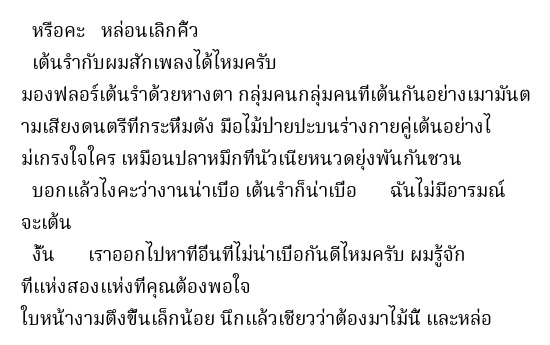 หรือคะ หล่อนเลิกคิ้ว
เต้นรำกับผมสักเพลงได้ไหมครับ
มองฟลอร์เต้นรำด้วยหางตา กลุ่มคนกลุ่มคนที่เต้นกันอย่างเมามันต
ามเสียงดนตรีที่กระหึ่มดัง มือไม้ป่ายปะบนร่างกายคู่เต้นอย่างไ
ม่เกรงใจใคร เหมือนปลาหมึกที่นัวเนียหนวดยุ่งพันกันชวน
บอกแล้วไงคะว่างานน่าเบื่อ เต้นรำก็น่าเบื่อ ฉันไม่มีอารมณ์
จะเต้น
งั้น เราออกไปหาที่อื่นที่ไม่น่าเบื่อกันดีไหมครับ ผมรู้จัก
ที่แห่งสองแห่งที่คุณต้องพอใจ
ใบหน้างามตึงขึ้นเล็กน้อย นึกแล้วเชียวว่าต้องมาไม้นี้ และหล่อ